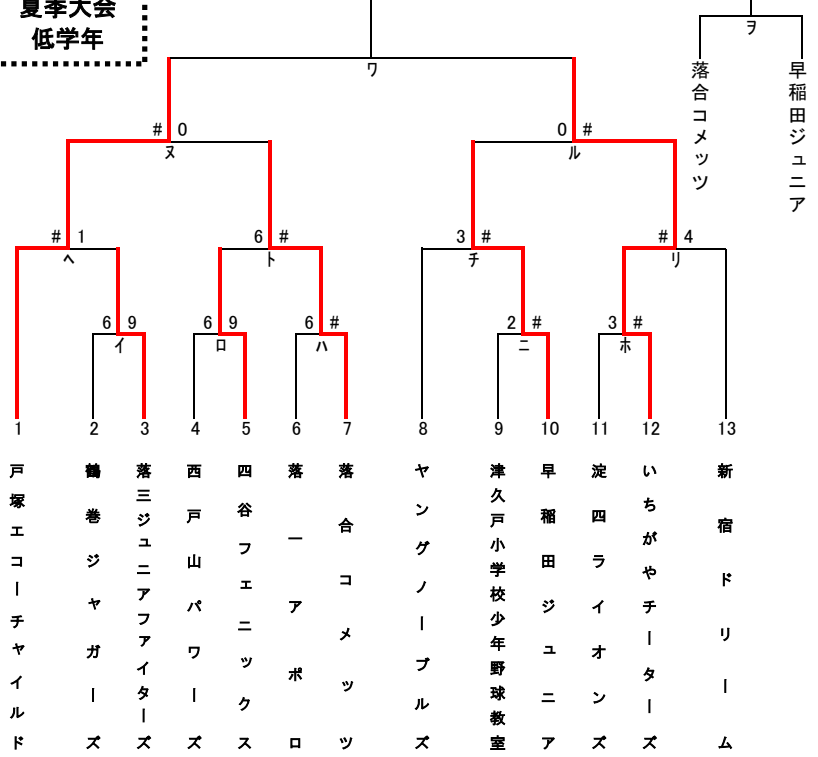 夏季大会
低学年
ヲ
ワ
落合コメッツ
早稲田ジュニア
# 0
ヌ
0 #
ル
# 1
ヘ
6 #
ト
3 #
チ
# 4
リ
6 9
イ
6 9
ロ
6 #
ハ
2 #
ニ
3 #
ホ
1 2 3 4 5 6 7 8 9 10 11 12 13
戸塚エコーチャイルド
鶴巻ジャガーズ
落三ジュニアファイターズ
西戸山パワーズ
四谷フェニックス
落一アポロ
落合コメッツ
ヤングノーブルズ
津久戸小学校少年野球教室
早稲田ジュニア
淀四ライオンズ
いちがやチーターズ
新宿ドリーム